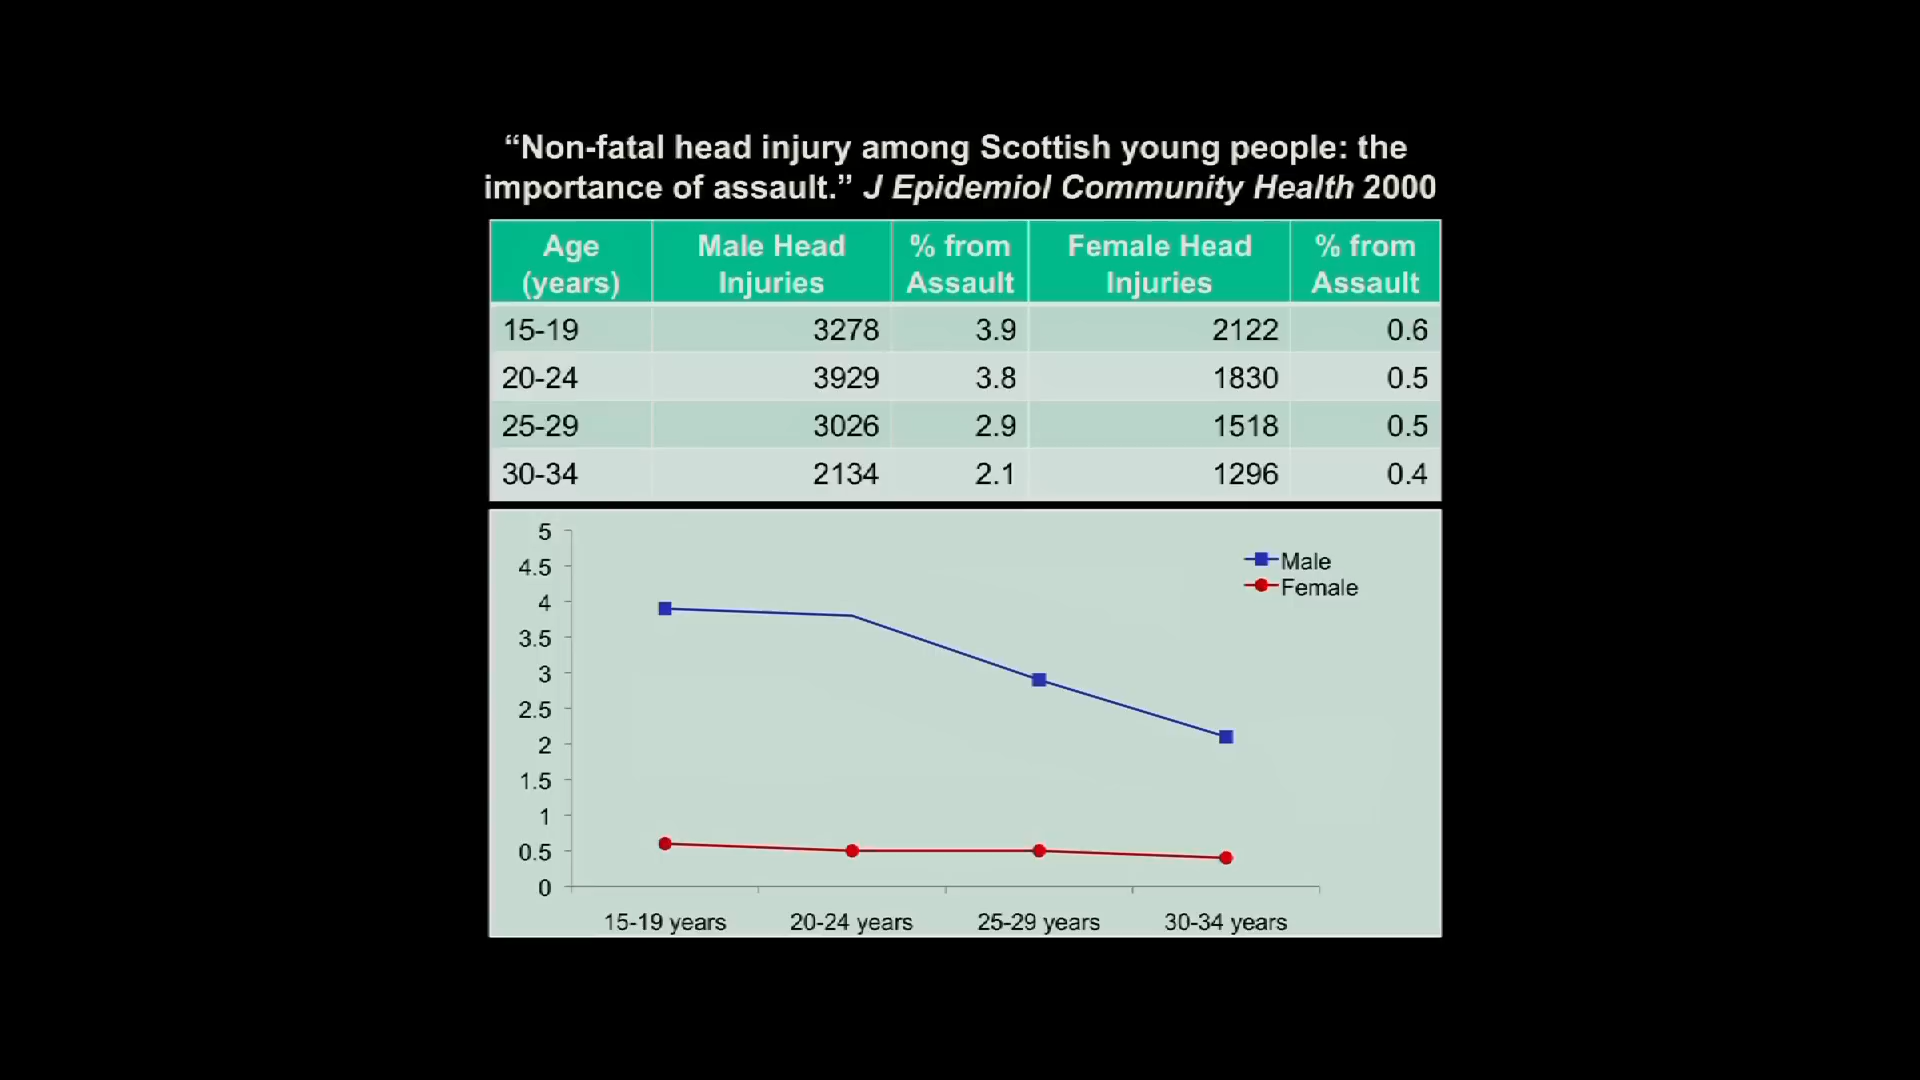 “Non-fatal head injury among Scottish young people: the
importance of assault.” J Epidemiol Community Health 2000
Age (years) Male Head Injuries % from Assault Female Head Injuries % from Assault
15-19 3278 3.9 2122 0.6
20-24 3929 3.8 1830 0.5
25-29 3026 2.9 1518 0.5
30-34 2134 2.1 1296 0.4
5
4.5
4
3.5
3
2.5
2
1.5
1
0.5
0
Male
Female
15-19 years 20-24 years 25-29 years 30-34 years